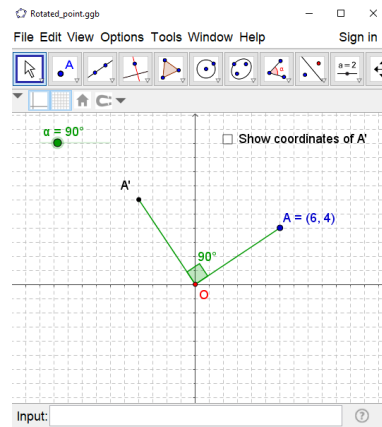 Rotated_point.ggb
File Edit View Options Tools Window Help Sign in
A a=2
α = 90°
Show coordinates of A'
A'
A = (6, 4)
90°
O
Input: